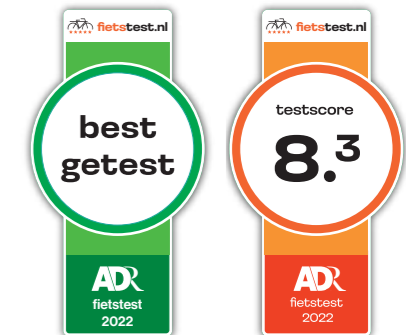 fietstest.nl
best
getest
ADR
fietstest
2022
fietstest.nl
testscore
8.3
ADR
fietstest
2022